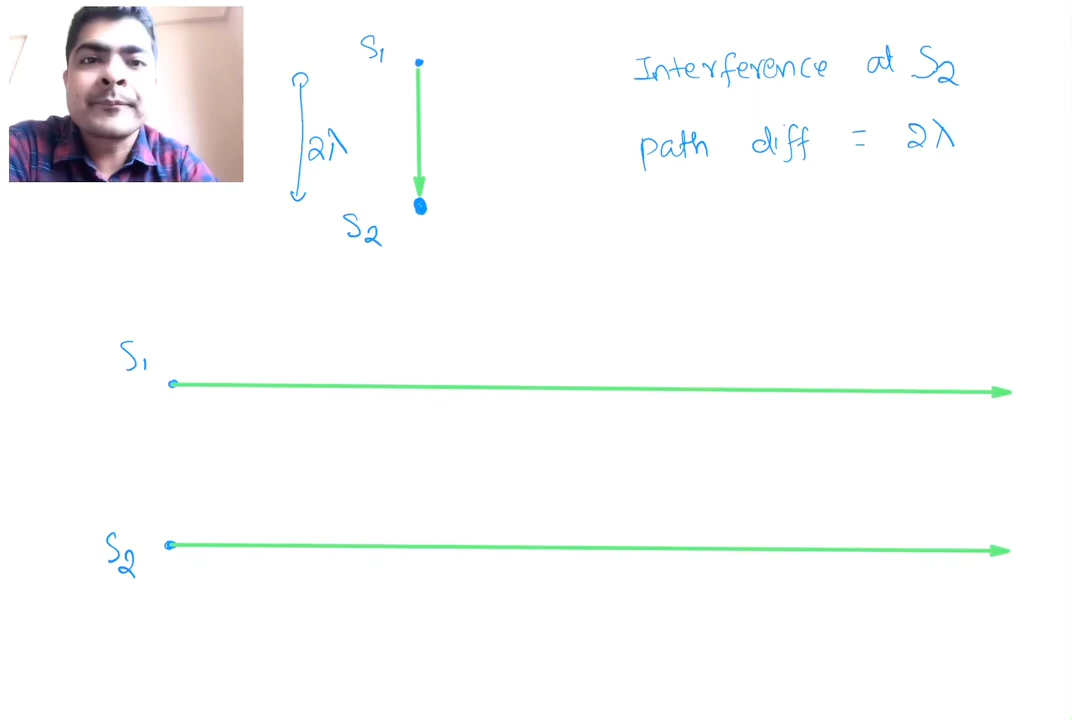 S1
Interference at S2
path diff = 2λ
2λ
S2
S1
S2